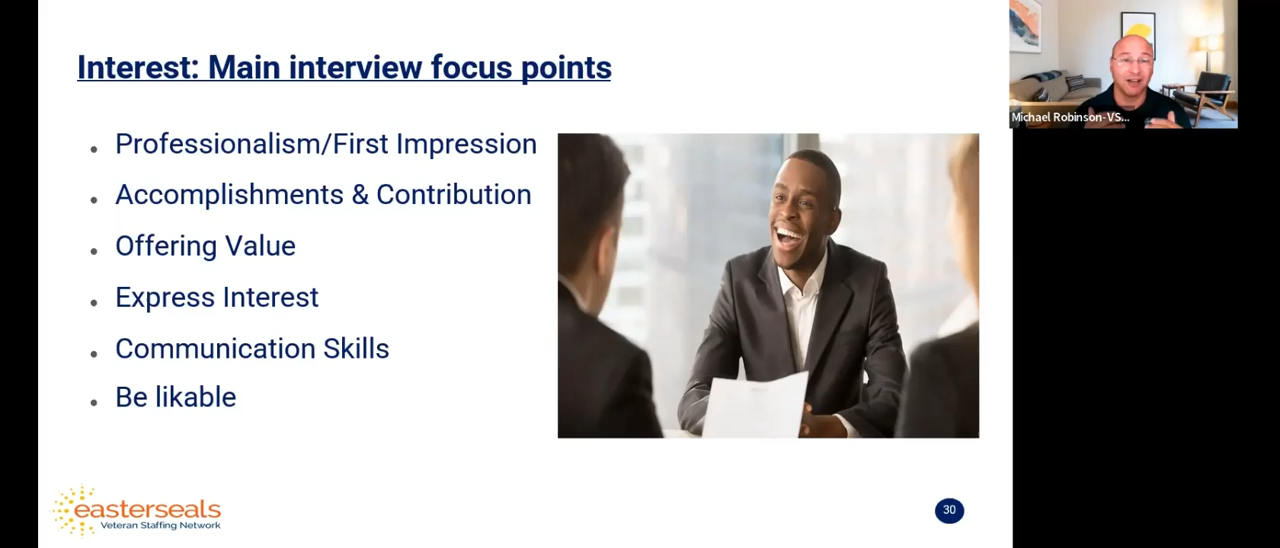 Interest: Main interview focus points
Professionalism/First Impression
Accomplishments & Contribution
Offering Value
Express Interest
Communication Skills
Be likable
easterseals
Veteran Staffing Network
30
Michael Robinson-VS...